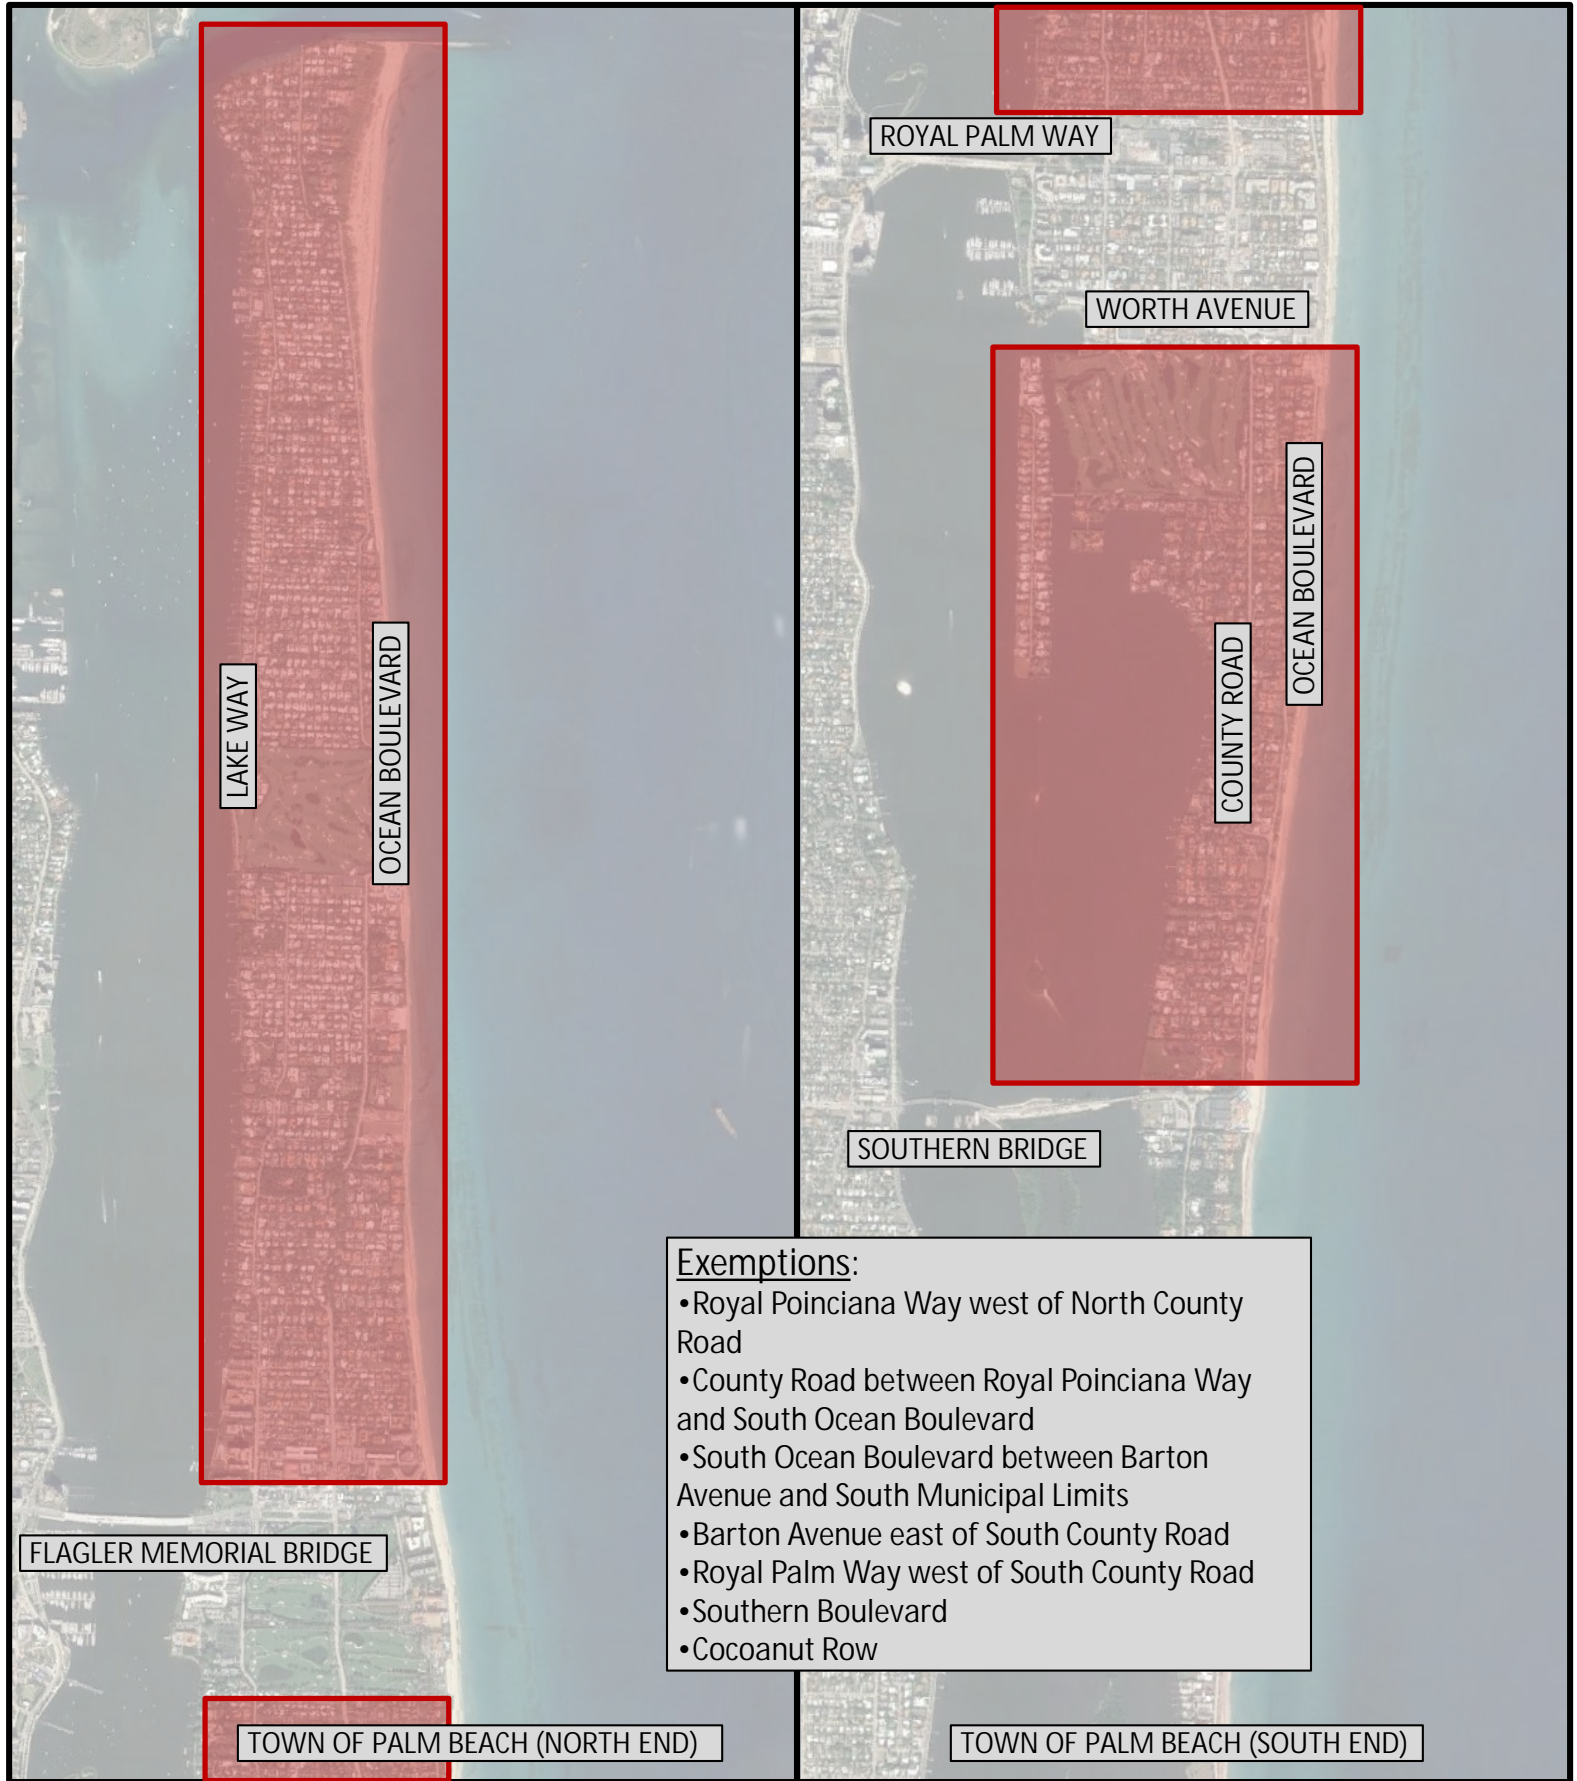 ROYAL PALM WAY
WORTH AVENUE
LAKE WAY
OCEAN BOULEVARD
OCEAN BOULEVARD
COUNTY ROAD
SOUTHERN BRIDGE
FLAGLER MEMORIAL BRIDGE
Exemptions:
•Royal Poinciana Way west of North County
Road
•County Road between Royal Poinciana Way
and South Ocean Boulevard
•South Ocean Boulevard between Barton
Avenue and South Municipal Limits
•Barton Avenue east of South County Road
•Royal Palm Way west of South County Road
•Southern Boulevard
•Cocoanut Row
TOWN OF PALM BEACH (NORTH END)
TOWN OF PALM BEACH (SOUTH END)